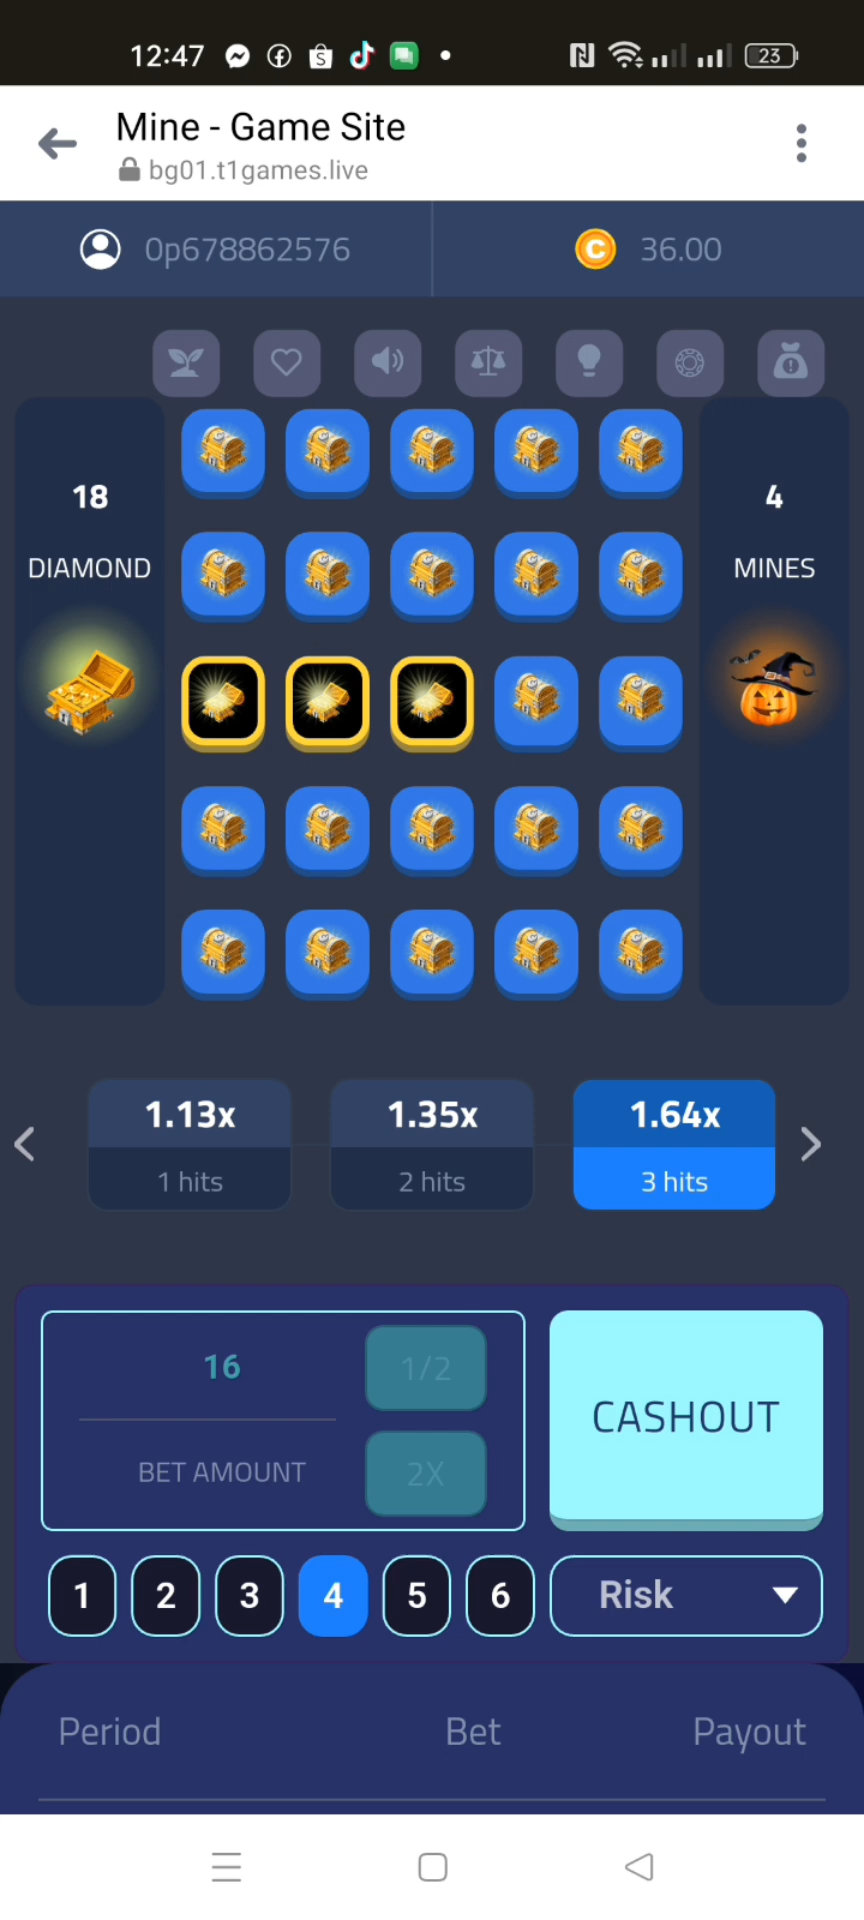 12:47
23
Mine - Game Site
bg01.t1games.live
0p678862576
C 36.00
18
DIAMOND
4
MINES
1.13x
1 hits
1.35x
2 hits
1.64x
3 hits
16
1/2
BET AMOUNT
2X
CASHOUT
1 2 3 4 5 6 Risk
Period Bet Payout